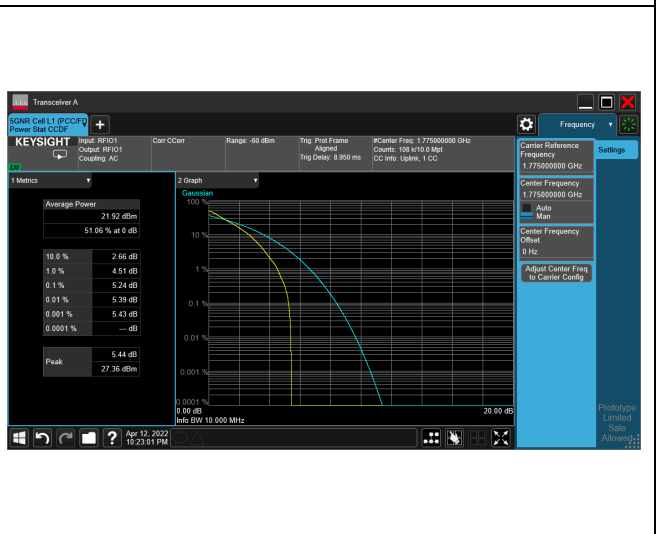 Transceiver A
5GNR Cell L1 (PCC/FD
Power Stat CCDF
+
Frequency
KEYSIGHT
Input: RFIO1
Output: RFIO1
Coupling: AC
Corr CCorr
Range: -60 dBm
Trig: Prot Frame
Aligned
Trig Delay: 8.950 ms
#Center Freq: 1.775000000 GHz
Counts: 108 k/10.0 Mpt
CC Info: Uplink, 1 CC
1 Metrics
Average Power
21.92 dBm
51.06 % at 0 dB
10.0 % 2.66 dB
1.0 % 4.51 dB
0.1 % 5.24 dB
0.01 % 5.39 dB
0.001 % 5.43 dB
0.0001 % --- dB
Peak
5.44 dB
27.36 dBm
2 Graph
Gaussian
100 %
10 %
1 %
0.1 %
0.01 %
0.001 %
0.0001 %
0.00 dB 20.00 dB
Info BW 10.000 MHz
Carrier Reference
Frequency
1.775000000 GHz
Center Frequency
1.775000000 GHz
Auto
Man
Center Frequency
Offset
0 Hz
Adjust Center Freq
to Carrier Config
Settings
Prototype
Limited
Sale
Allowed
?
Apr 12, 2022
10:23:01 PM